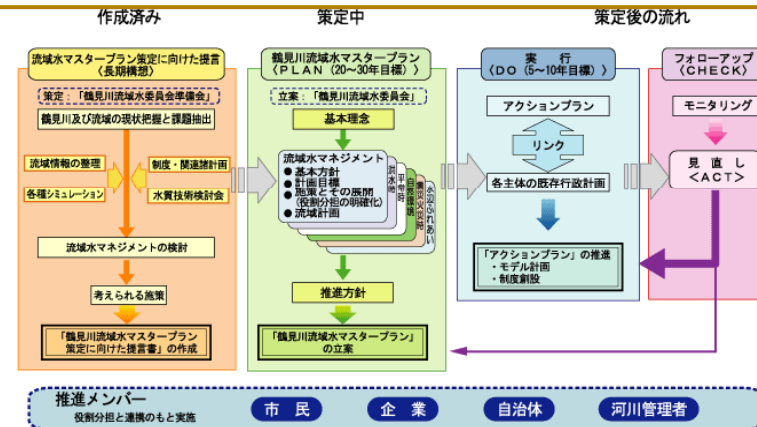 作成済み
策定中
策定後の流れ
流域水マスタープラン策定に向けた提言
〈長期構想〉
策定：「鶴見川流域水委員会準備会」
鶴見川及び流域の現状把握と課題抽出
流域情報の整理
制度・関連諸計画
各種シミュレーション
水質技術検討会
流域水マネジメントの検討
考えられる施策
「鶴見川流域水マスタープラン
策定に向けた提言書」の作成
鶴見川流域水マスタープラン
〈PLAN（20〜30年目標）〉
立案：「鶴見川流域水委員会」
基本理念
流域水マネジメント
● 基本方針
● 計画目標
● 施策とその展開
（役割分担の明確化）
● 流域計画
洪水時
平常時
自然環境
震災火災時
水辺ふれあい
推進方針
「鶴見川流域水マスタープラン」
の立案
実　行
〈DO（5〜10年目標）〉
アクションプラン
リンク
各主体の既存行政計画
「アクションプラン」の推進
・モデル計画
・制度創設
フォローアップ
〈CHECK〉
モニタリング
見 直 し
＜ACT＞
推進メンバー
役割分担と連携のもと実施
市　民
企　業
自治体
河川管理者